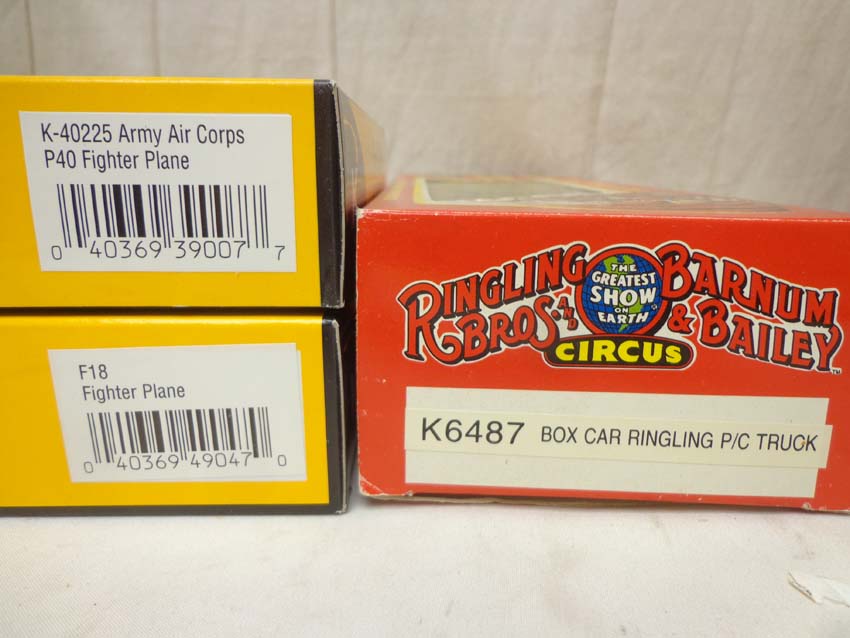 K-40225 Army Air Corps
P40 Fighter Plane
0 40369 39007 7
F18
Fighter Plane
0 40369 49047 0
RINGLING BROS. AND
THE
GREATEST
SHOW
ON
EARTH
BARNUM & BAILEY
CIRCUS
TM
K6487 BOX CAR RINGLING P/C TRUCK